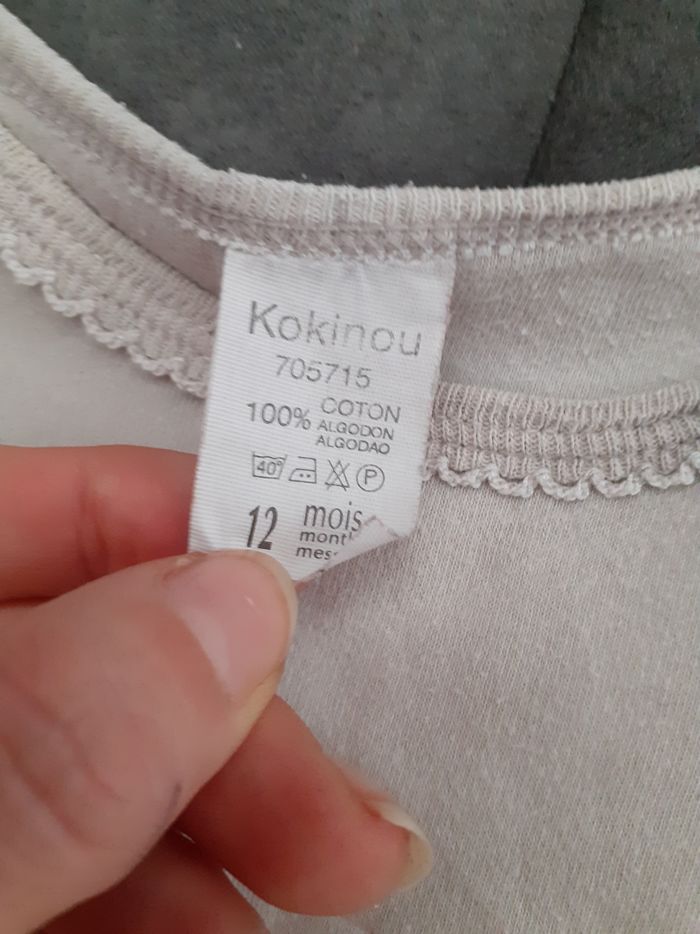 Kokinou
705715
100% COTON
ALGODON
ALGODAO
40° P
12 mois